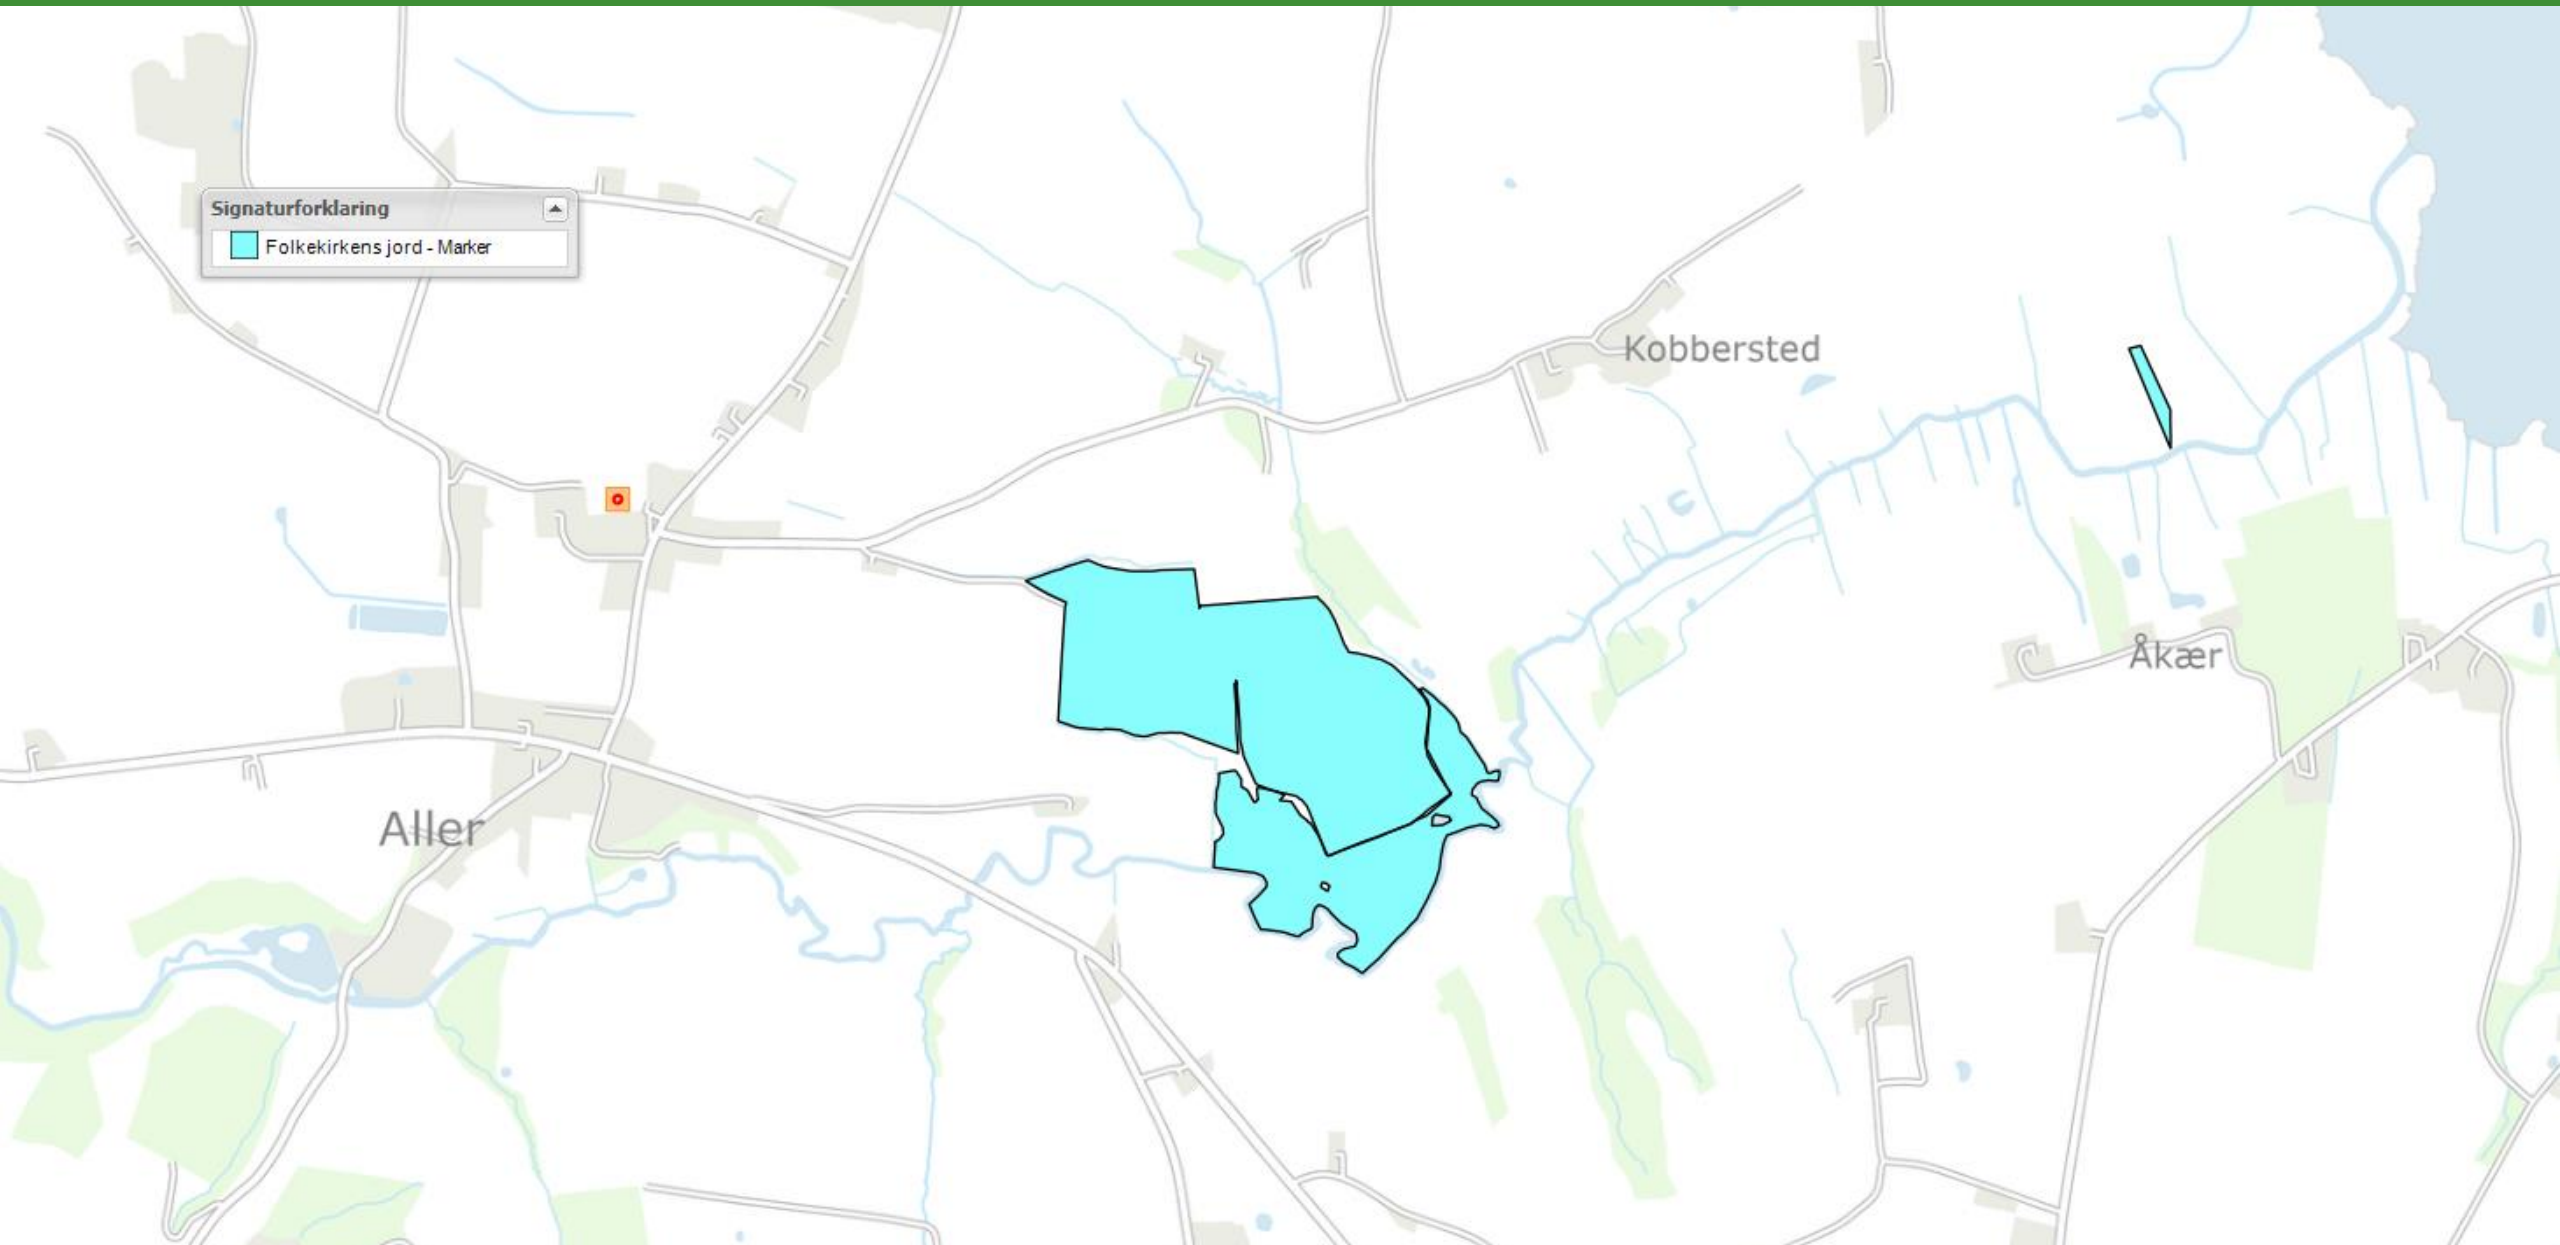 Signaturforklaring
Folkekirkens jord - Marker
Kobbersted
Åkær
Aller